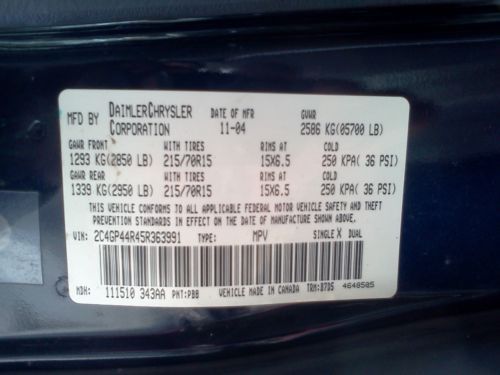 MFD BY DAIMLERCHRYSLER CORPORATION DATE OF MFR 11-04 GVWR 2586 KG(05700 LB)
GAWR FRONT WITH TIRES RIMS AT COLD
1293 KG(2850 LB) 215/70R15 15X6.5 250 KPA( 36 PSI)
GAWR REAR WITH TIRES RIMS AT COLD
1339 KG(2950 LB) 215/70R15 15X6.5 250 KPA( 36 PSI)
THIS VEHICLE CONFORMS TO ALL APPLICABLE FEDERAL MOTOR VEHICLE SAFETY AND THEFT
PREVENTION STANDARDS IN EFFECT ON THE DATE OF MANUFACTURE SHOWN ABOVE.
VIN: 2C4GP44R45R363991 TYPE: MPV SINGLE X DUAL
MDH: 111510 343AA PNT:PBB VEHICLE MADE IN CANADA TRM:B7D5 4648505